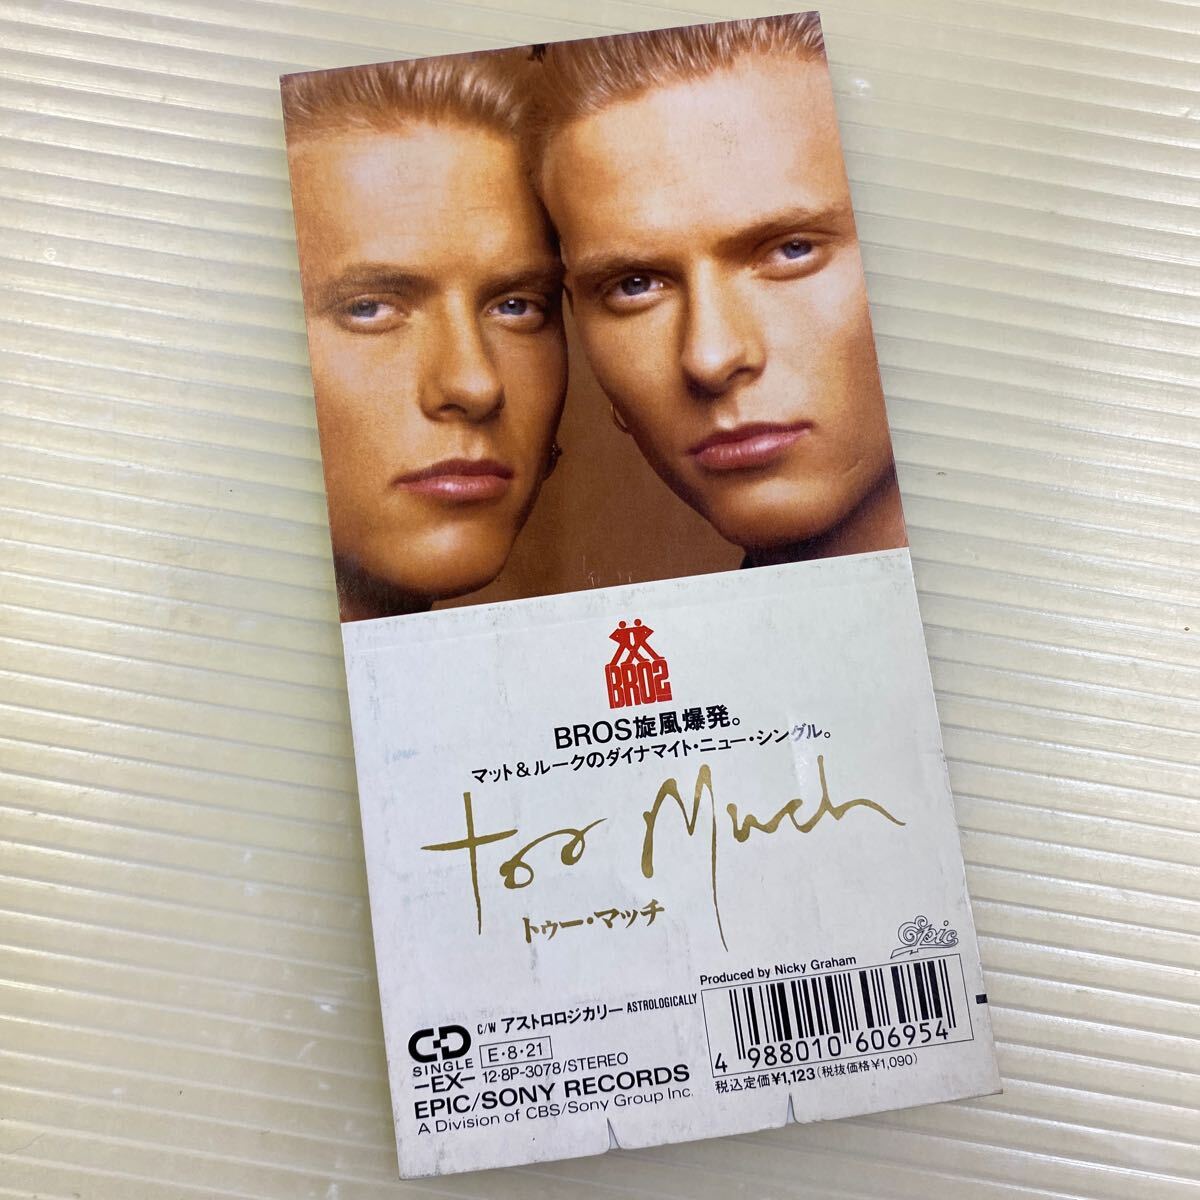 BROS
BROS旋風爆発。
マット&ルークのダイナマイト・ニュー・シングル。
too Much
トゥー・マッチ
Epic
Produced by Nicky Graham
C/W アストロロジカリー ASTROLOGICALLY
CD
SINGLE
-EX-
E・8・21
12・8P-3078/STEREO
EPIC/SONY RECORDS
A Division of CBS/Sony Group Inc.
4 988010 606954
税込定価¥1,123(税抜価格¥1,090)